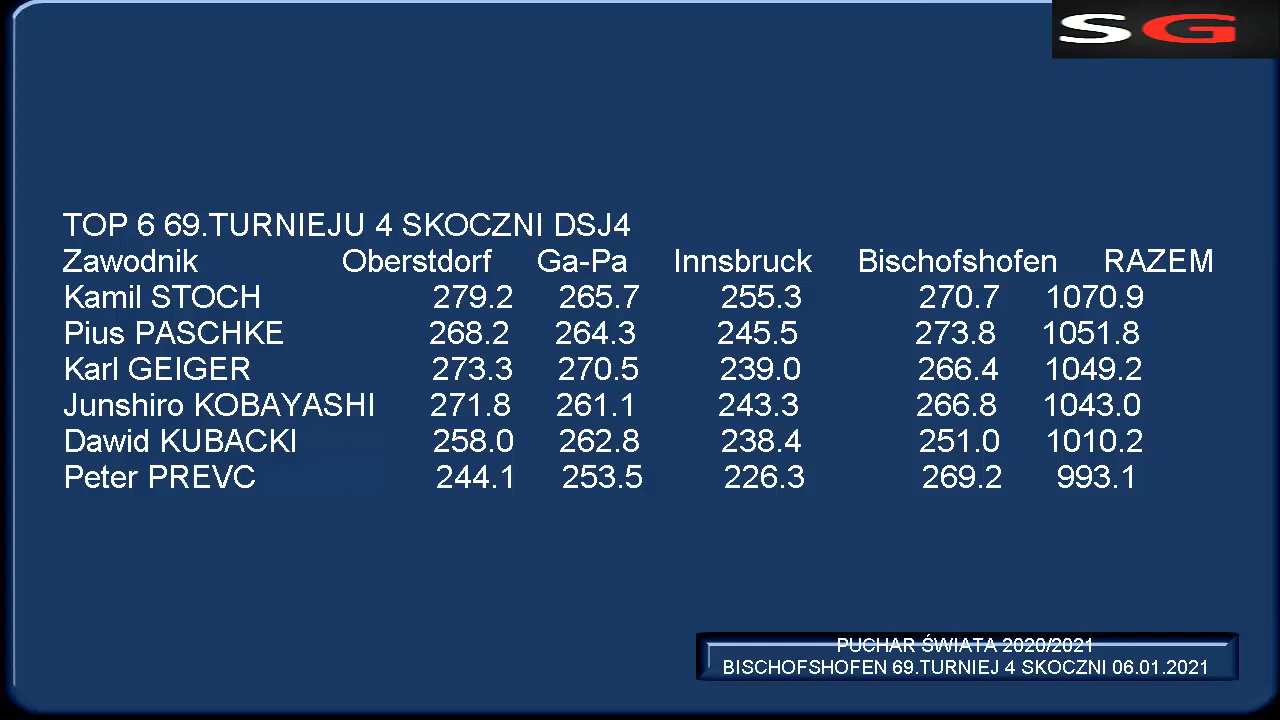 SG
TOP 6 69.TURNIEJU 4 SKOCZNI DSJ4
Zawodnik Oberstdorf Ga-Pa Innsbruck Bischofshofen RAZEM
Kamil STOCH 279.2 265.7 255.3 270.7 1070.9
Pius PASCHKE 268.2 264.3 245.5 273.8 1051.8
Karl GEIGER 273.3 270.5 239.0 266.4 1049.2
Junshiro KOBAYASHI 271.8 261.1 243.3 266.8 1043.0
Dawid KUBACKI 258.0 262.8 238.4 251.0 1010.2
Peter PREVC 244.1 253.5 226.3 269.2 993.1
PUCHAR ŚWIATA 2020/2021
BISCHOFSHOFEN 69.TURNIEJ 4 SKOCZNI 06.01.2021